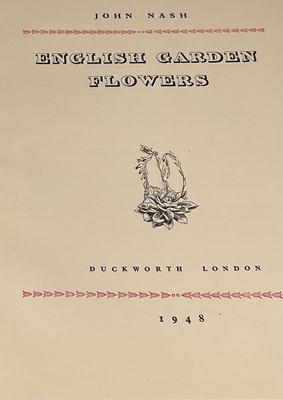 JOHN NASH
ENGLISH GARDEN
FLOWERS
DUCKWORTH LONDON
1948